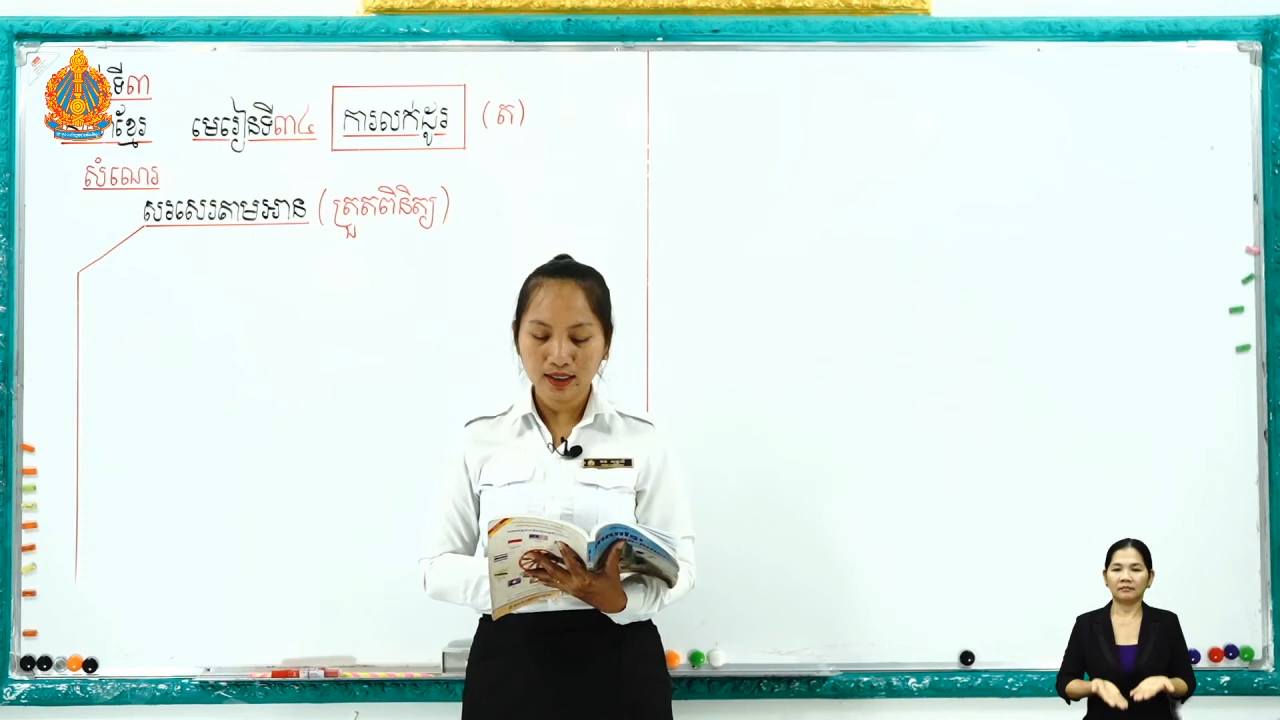 ទី៣
ខ្មែរ មេរៀនទី៣៤ ការលក់ដូរ (ត)
សំណេរ
សរសេរតាមអាន (ត្រួតពិនិត្យ)